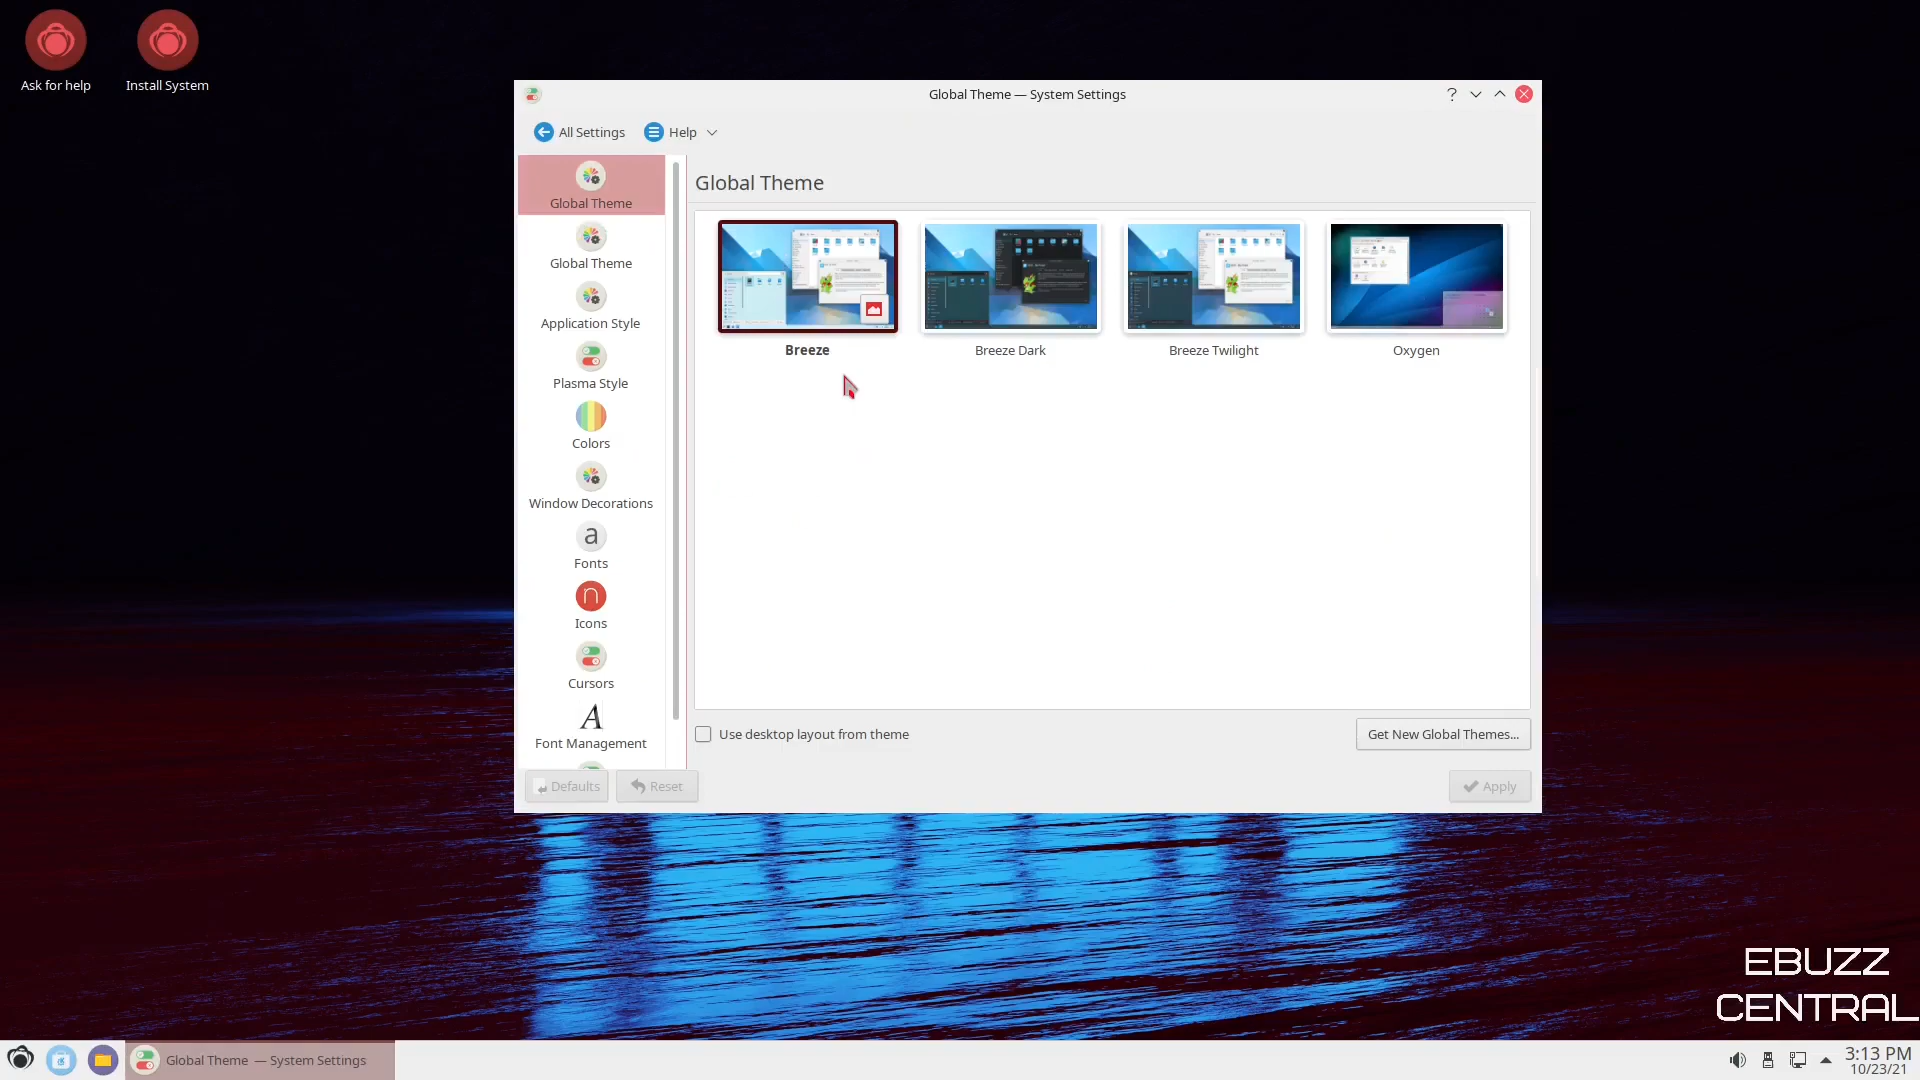 Ask for help
Install System
Global Theme — System Settings
All Settings
Help
Global Theme
Global Theme
Application Style
Plasma Style
Colors
Window Decorations
a
Fonts
n
Icons
Cursors
A
Font Management
Global Theme
Breeze
Breeze Dark
Breeze Twilight
Oxygen
Use desktop layout from theme
Get New Global Themes...
Defaults
Reset
Apply
EBUZZ
CENTRAL
Global Theme — System Settings
3:13 PM
10/23/21